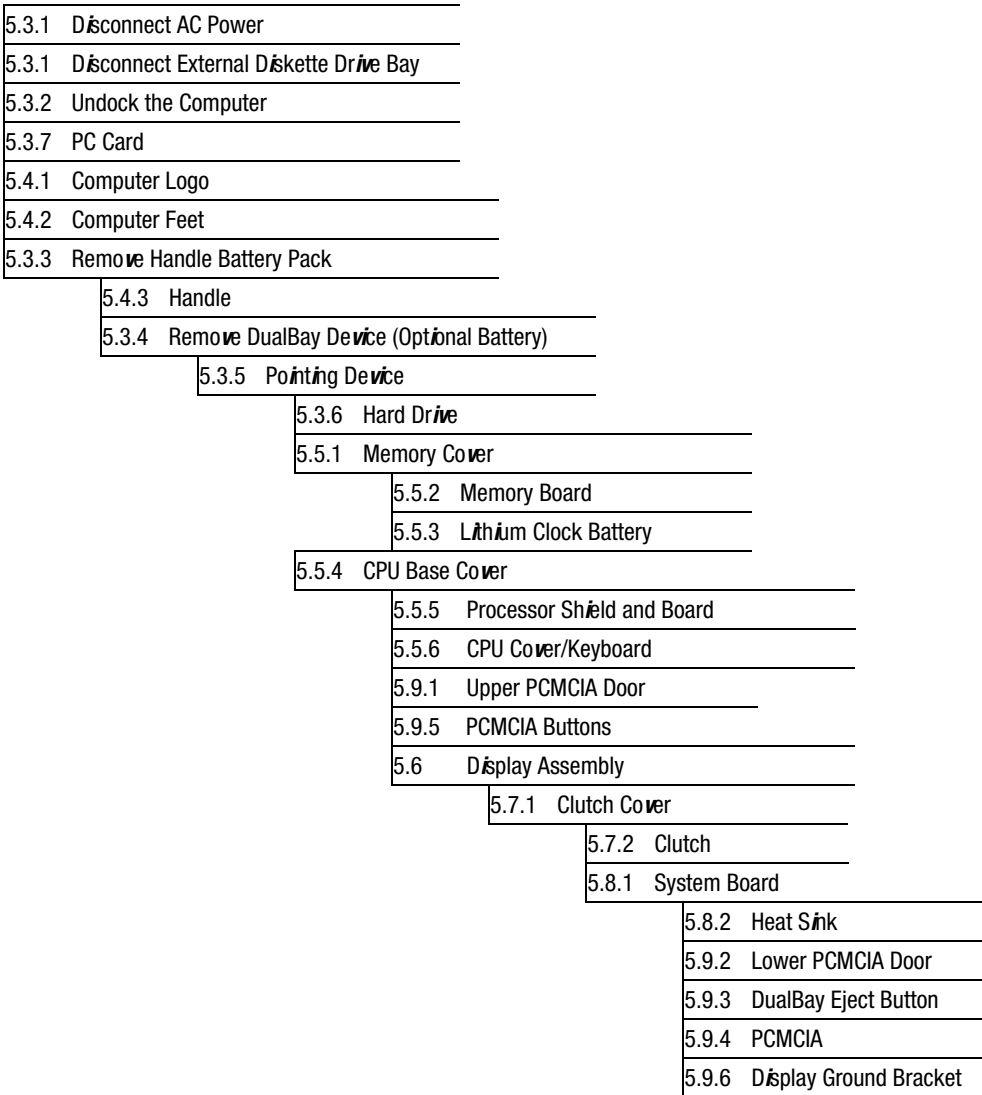 5.3.1 Disconnect AC Power
5.3.1 Disconnect External Diskette Drive Bay
5.3.2 Undock the Computer
5.3.7 PC Card
5.4.1 Computer Logo
5.4.2 Computer Feet
5.3.3 Remove Handle Battery Pack
5.4.3 Handle
5.3.4 Remove DualBay Device (Optional Battery)
5.3.5 Pointing Device
5.3.6 Hard Drive
5.5.1 Memory Cover
5.5.2 Memory Board
5.5.3 Lithium Clock Battery
5.5.4 CPU Base Cover
5.5.5 Processor Shield and Board
5.5.6 CPU Cover/Keyboard
5.9.1 Upper PCMCIA Door
5.9.5 PCMCIA Buttons
5.6 Display Assembly
5.7.1 Clutch Cover
5.7.2 Clutch
5.8.1 System Board
5.8.2 Heat Sink
5.9.2 Lower PCMCIA Door
5.9.3 DualBay Eject Button
5.9.4 PCMCIA
5.9.6 Display Ground Bracket